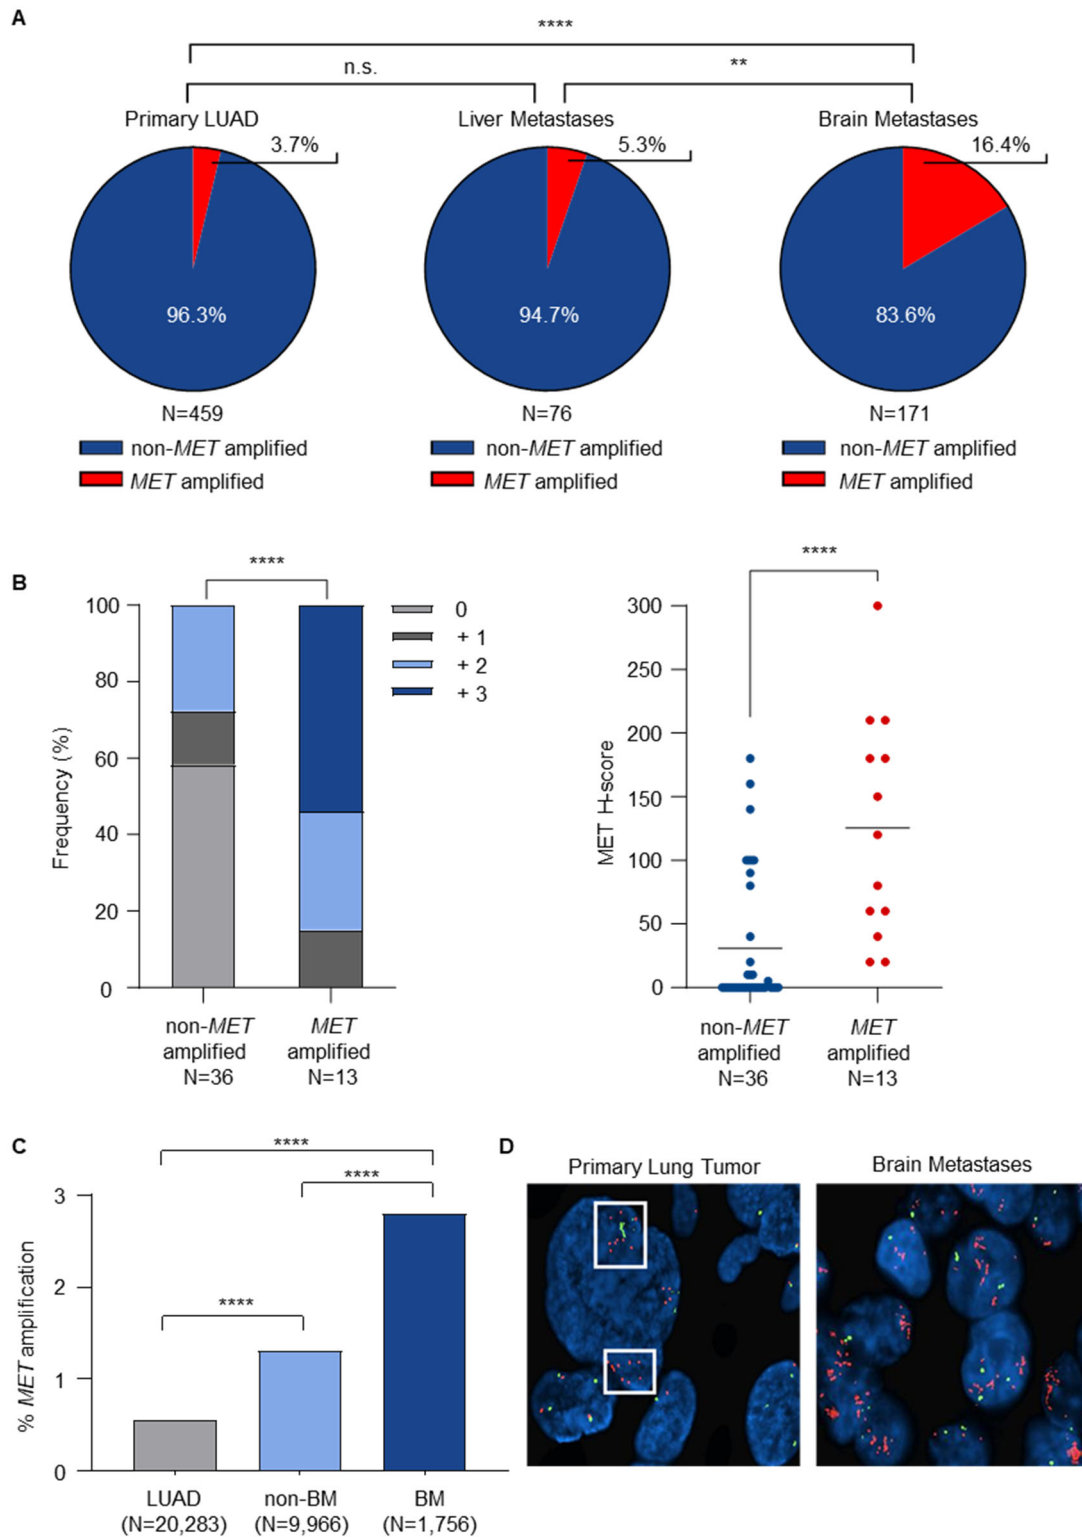 A
****
n.s.
**
Primary LUAD
Liver Metastases
Brain Metastases
3.7%
5.3%
16.4%
96.3%
94.7%
83.6%
N=459
N=76
N=171
non-MET amplified
MET amplified
non-MET amplified
MET amplified
non-MET amplified
MET amplified
B
****
100
80
60
40
20
0
Frequency (%)
0
+ 1
+ 2
+ 3
non-MET
amplified
N=36
MET
amplified
N=13
****
300
250
200
150
100
50
0
MET H-score
non-MET
amplified
N=36
MET
amplified
N=13
C
****
****
****
3
2
1
0
% MET amplification
LUAD
(N=20,283)
non-BM
(N=9,966)
BM
(N=1,756)
D
Primary Lung Tumor
Brain Metastases